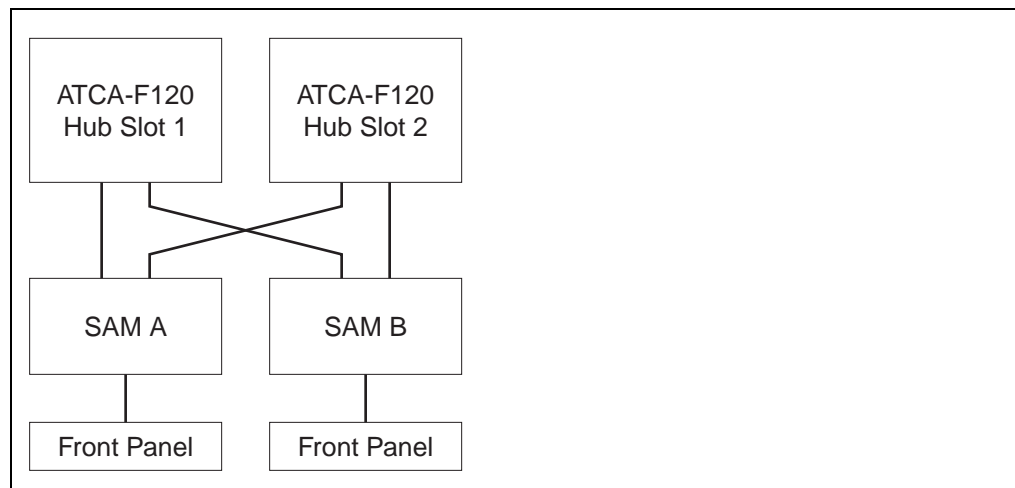 ATCA-F120
Hub Slot 1
ATCA-F120
Hub Slot 2
SAM A
SAM B
Front Panel
Front Panel